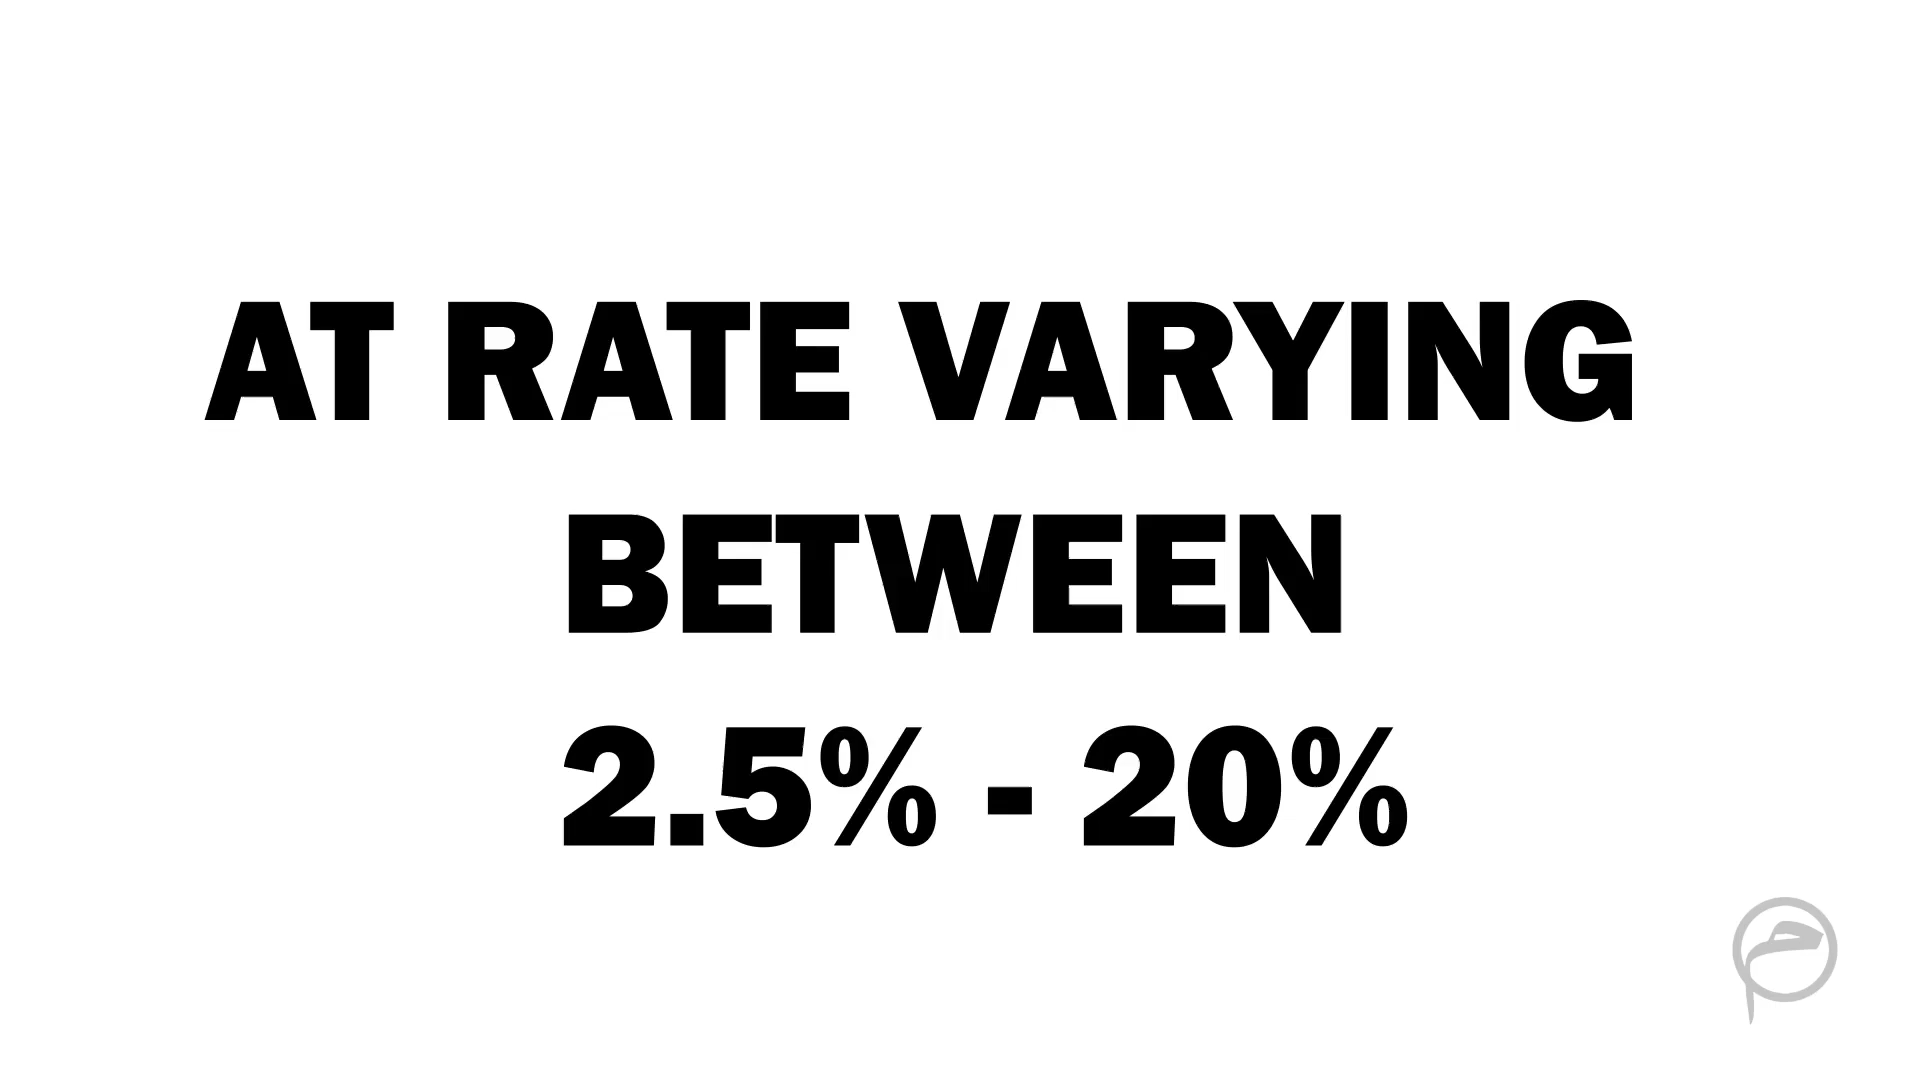 AT RATE VARYING
BETWEEN
2.5% - 20%